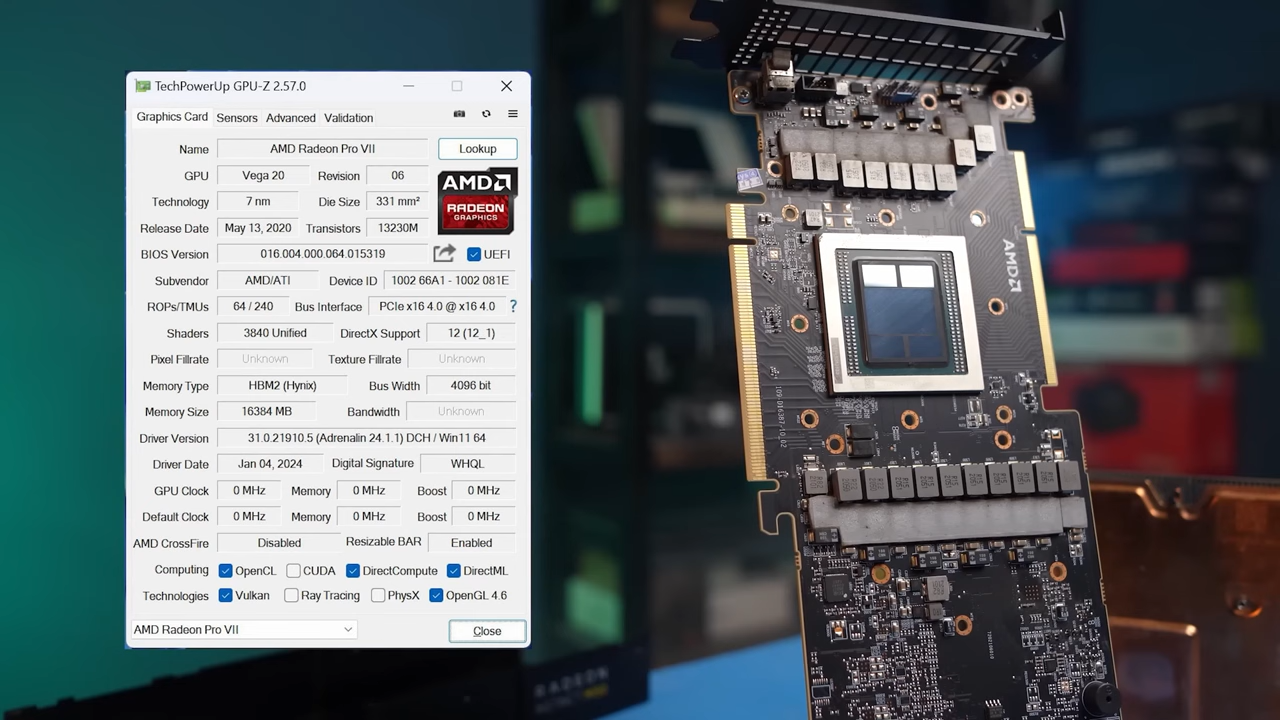 TechPowerUp GPU-Z 2.57.0
Graphics Card Sensors Advanced Validation
Name AMD Radeon Pro VII Lookup
GPU Vega 20 Revision 06
Technology 7 nm Die Size 331 mm²
AMD
RADEON
GRAPHICS
Release Date May 13, 2020 Transistors 13230M
BIOS Version 016.004.000.064.015319 UEFI
Subvendor AMD/ATI Device ID 1002 66A1 - 1002 081E
ROPs/TMUs 64 / 240 Bus Interface PCIe x16 4.0 @ x16 4.0 ?
Shaders 3840 Unified DirectX Support 12 (12_1)
Pixel Fillrate Unknown Texture Fillrate Unknown
Memory Type HBM2 (Hynix) Bus Width 4096 bit
Memory Size 16384 MB Bandwidth Unknown
Driver Version 31.0.21910.5 (Adrenalin 24.1.1) DCH / Win11 64
Driver Date Jan 04, 2024 Digital Signature WHQL
GPU Clock 0 MHz Memory 0 MHz Boost 0 MHz
Default Clock 0 MHz Memory 0 MHz Boost 0 MHz
AMD CrossFire Disabled Resizable BAR Enabled
Computing OpenCL CUDA DirectCompute DirectML
Technologies Vulkan Ray Tracing PhysX OpenGL 4.6
AMD Radeon Pro VII Close
AMD
RADEON